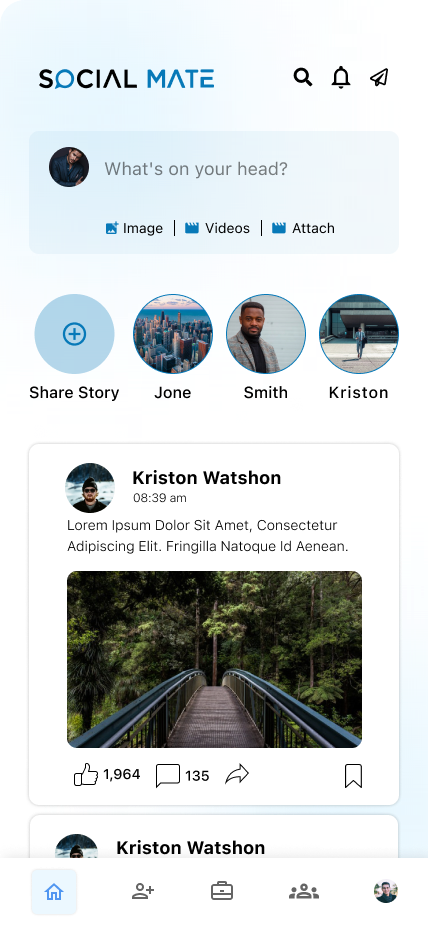 SOCIAL MATE
What's on your head?
Image | Videos | Attach
Share Story Jone Smith Kriston
Kriston Watshon
08:39 am
Lorem Ipsum Dolor Sit Amet, Consectetur
Adipiscing Elit. Fringilla Natoque Id Aenean.
1,964 135
Kriston Watshon